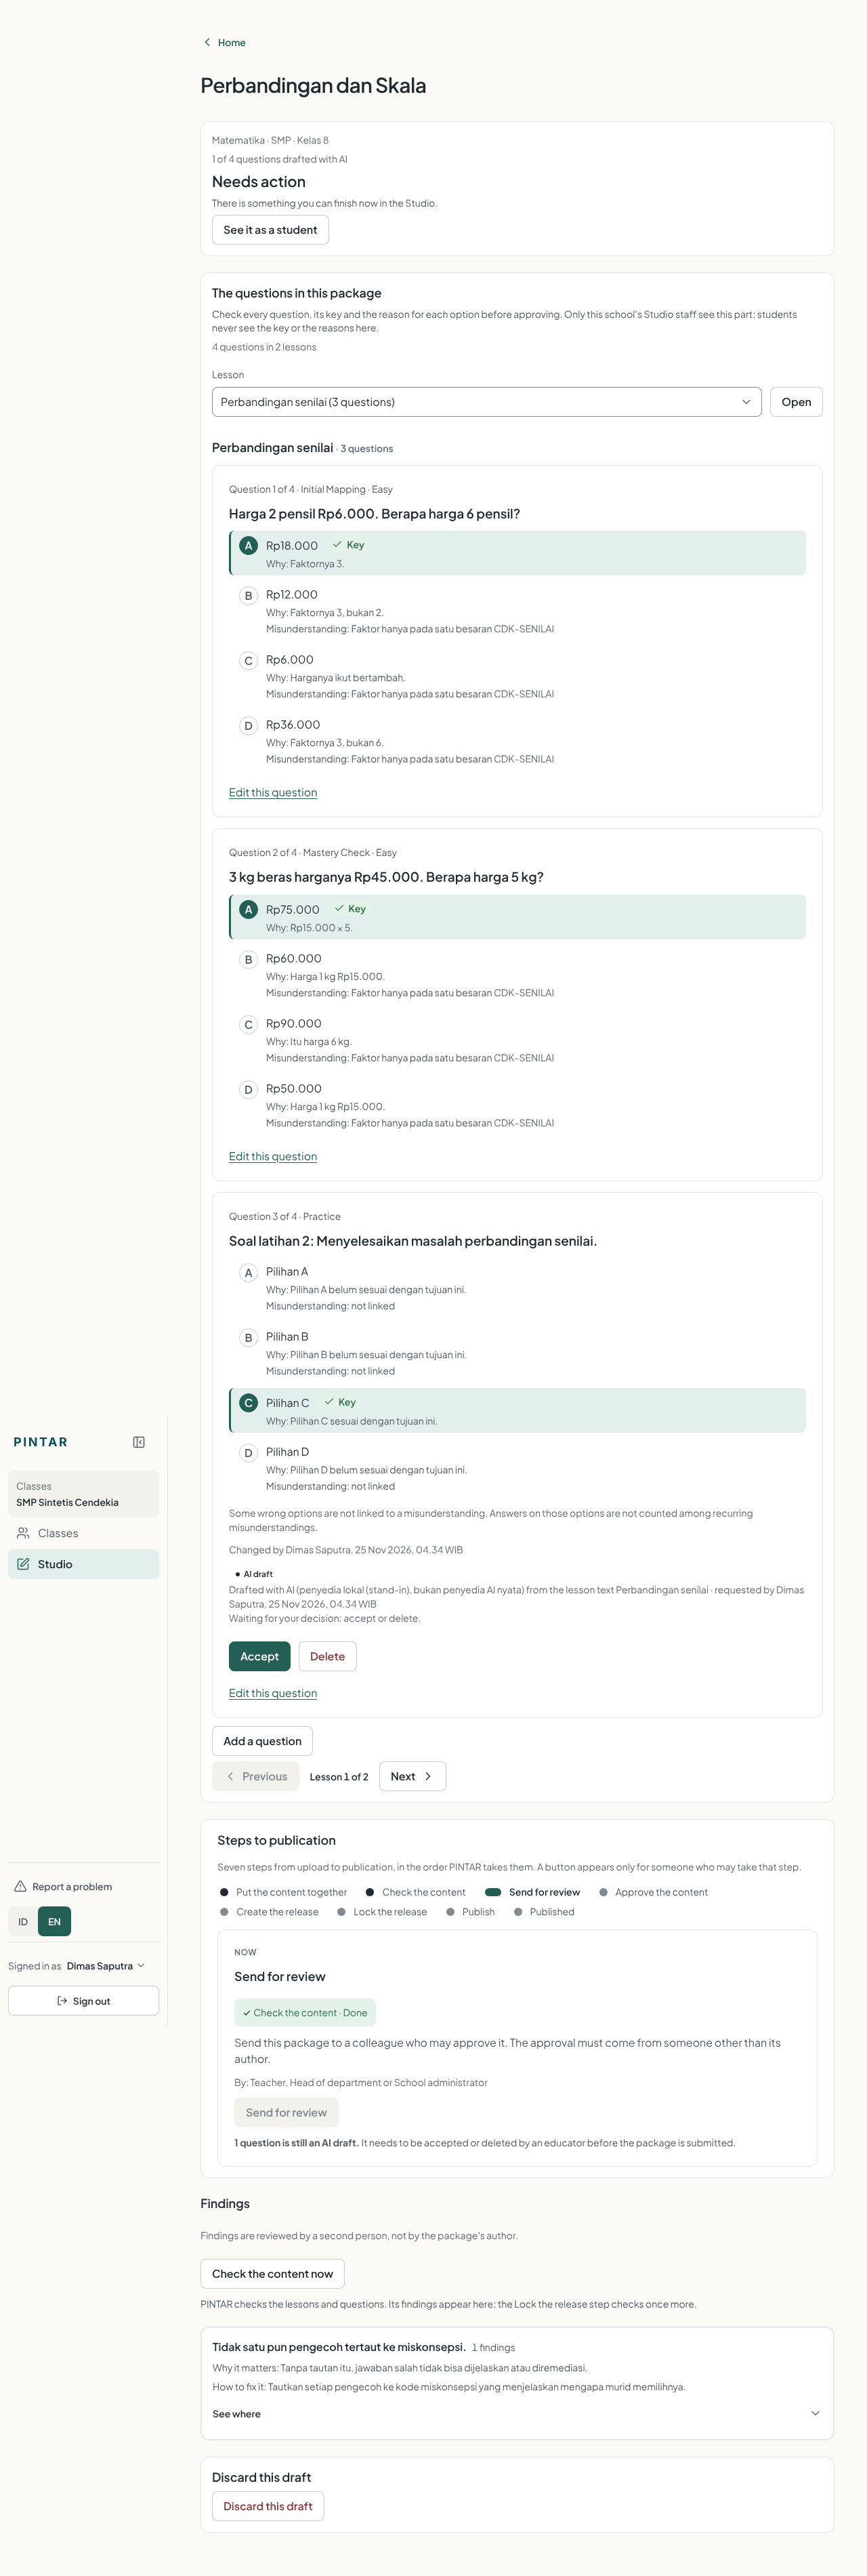 Home
Perbandingan dan Skala
Matematika · SMP · Kelas 8
1 of 4 questions drafted with AI
Needs action
There is something you can finish now in the Studio.
See it as a student
The questions in this package
Check every question, its key and the reason for each option before approving. Only this school's Studio staff see this part; students
never see the key or the reasons here.
4 questions in 2 lessons
Lesson
Perbandingan senilai (3 questions)
Open
Perbandingan senilai · 3 questions
Question 1 of 4 · Initial Mapping · Easy
Harga 2 pensil Rp6.000. Berapa harga 6 pensil?
A Rp18.000 Key
Why: Faktornya 3.
B Rp12.000
Why: Faktornya 3, bukan 2.
Misunderstanding: Faktor hanya pada satu besaran CDK-SENILAI
C Rp6.000
Why: Harganya ikut bertambah.
Misunderstanding: Faktor hanya pada satu besaran CDK-SENILAI
D Rp36.000
Why: Faktornya 3, bukan 6.
Misunderstanding: Faktor hanya pada satu besaran CDK-SENILAI
Edit this question
Question 2 of 4 · Mastery Check · Easy
3 kg beras harganya Rp45.000. Berapa harga 5 kg?
A Rp75.000 Key
Why: Rp15.000 × 5.
B Rp60.000
Why: Harga 1 kg Rp15.000.
Misunderstanding: Faktor hanya pada satu besaran CDK-SENILAI
C Rp90.000
Why: Itu harga 6 kg.
Misunderstanding: Faktor hanya pada satu besaran CDK-SENILAI
D Rp50.000
Why: Harga 1 kg Rp15.000.
Misunderstanding: Faktor hanya pada satu besaran CDK-SENILAI
Edit this question
Question 3 of 4 · Practice
Soal latihan 2: Menyelesaikan masalah perbandingan senilai.
A Pilihan A
Why: Pilihan A belum sesuai dengan tujuan ini.
Misunderstanding: not linked
B Pilihan B
Why: Pilihan B belum sesuai dengan tujuan ini.
Misunderstanding: not linked
C Pilihan C Key
Why: Pilihan C sesuai dengan tujuan ini.
D Pilihan D
Why: Pilihan D belum sesuai dengan tujuan ini.
Misunderstanding: not linked
Some wrong options are not linked to a misunderstanding. Answers on those options are not counted among recurring
misunderstandings.
Changed by Dimas Saputra, 25 Nov 2026, 04.34 WIB
AI draft
Drafted with AI (penyedia lokal (stand-in), bukan penyedia AI nyata) from the lesson text Perbandingan senilai · requested by Dimas
Saputra, 25 Nov 2026, 04.34 WIB
Waiting for your decision: accept or delete.
Accept Delete
Edit this question
Add a question
Previous Lesson 1 of 2 Next
PINTAR
Classes
SMP Sintetis Cendekia
Classes
Studio
Report a problem
ID EN
Signed in as Dimas Saputra
Sign out
Steps to publication
Seven steps from upload to publication, in the order PINTAR takes them. A button appears only for someone who may take that step.
Put the content together Check the content Send for review Approve the content
Create the release Lock the release Publish Published
NOW
Send for review
Check the content · Done
Send this package to a colleague who may approve it. The approval must come from someone other than its
author.
By: Teacher, Head of department or School administrator
Send for review
1 question is still an AI draft. It needs to be accepted or deleted by an educator before the package is submitted.
Findings
Findings are reviewed by a second person, not by the package's author.
Check the content now
PINTAR checks the lessons and questions. Its findings appear here; the Lock the release step checks once more.
Tidak satu pun pengecoh tertaut ke miskonsepsi. 1 findings
Why it matters: Tanpa tautan itu, jawaban salah tidak bisa dijelaskan atau diremediasi.
How to fix it: Tautkan setiap pengecoh ke kode miskonsepsi yang menjelaskan mengapa murid memilihnya.
See where
Discard this draft
Discard this draft